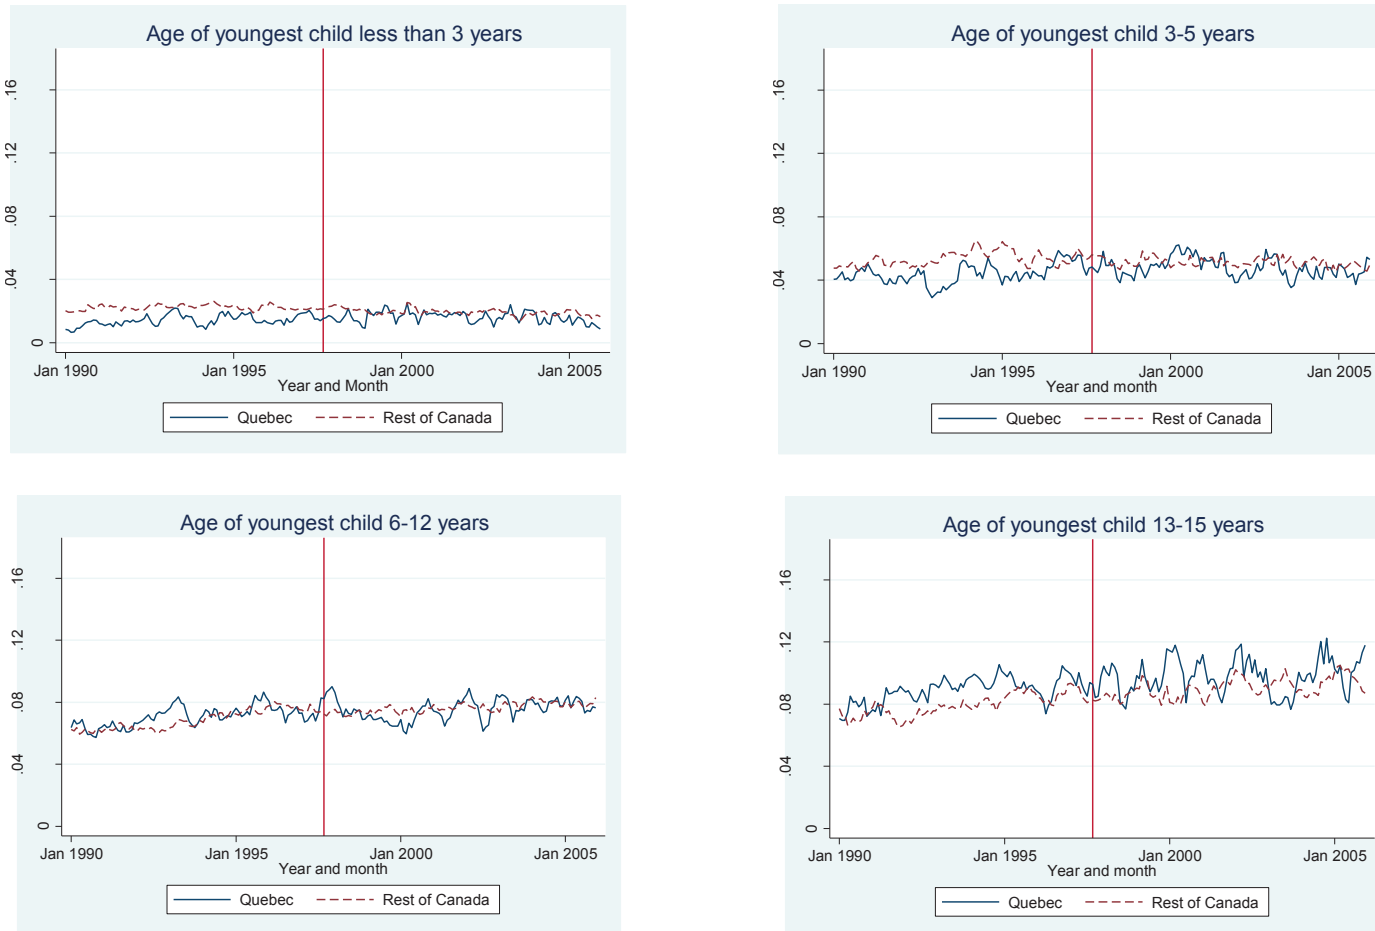 Age of youngest child less than 3 years
.16
.12
.08
.04
0
Jan 1990 Jan 1995 Jan 2000 Jan 2005
Year and Month
Quebec Rest of Canada
Age of youngest child 3-5 years
.16
.12
.08
.04
0
Jan 1990 Jan 1995 Jan 2000 Jan 2005
Year and month
Quebec Rest of Canada
Age of youngest child 6-12 years
.16
.12
.08
.04
0
Jan 1990 Jan 1995 Jan 2000 Jan 2005
Year and month
Quebec Rest of Canada
Age of youngest child 13-15 years
.16
.12
.08
.04
0
Jan 1990 Jan 1995 Jan 2000 Jan 2005
Year and month
Quebec Rest of Canada